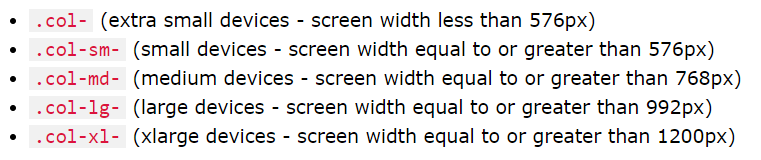 • .col- (extra small devices - screen width less than 576px)
• .col-sm- (small devices - screen width equal to or greater than 576px)
• .col-md- (medium devices - screen width equal to or greater than 768px)
• .col-lg- (large devices - screen width equal to or greater than 992px)
• .col-xl- (xlarge devices - screen width equal to or greater than 1200px)